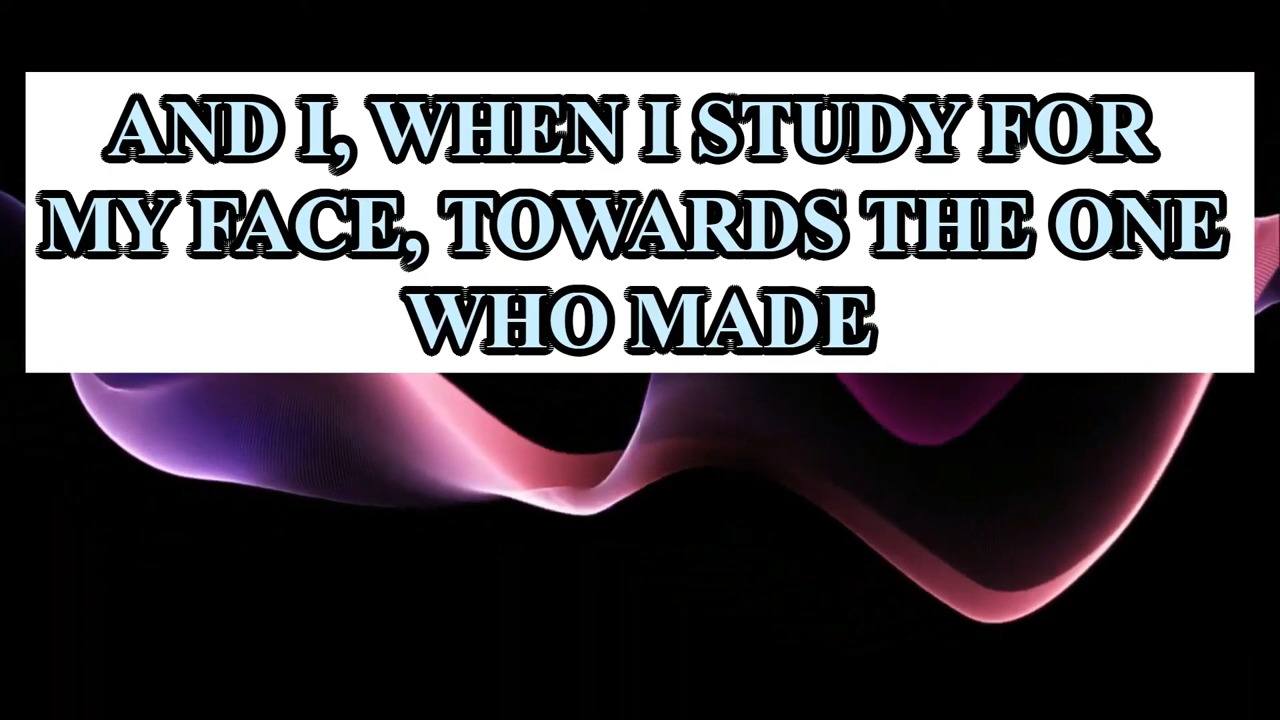 AND I, WHEN I STUDY FOR
MY FACE, TOWARDS THE ONE
WHO MADE